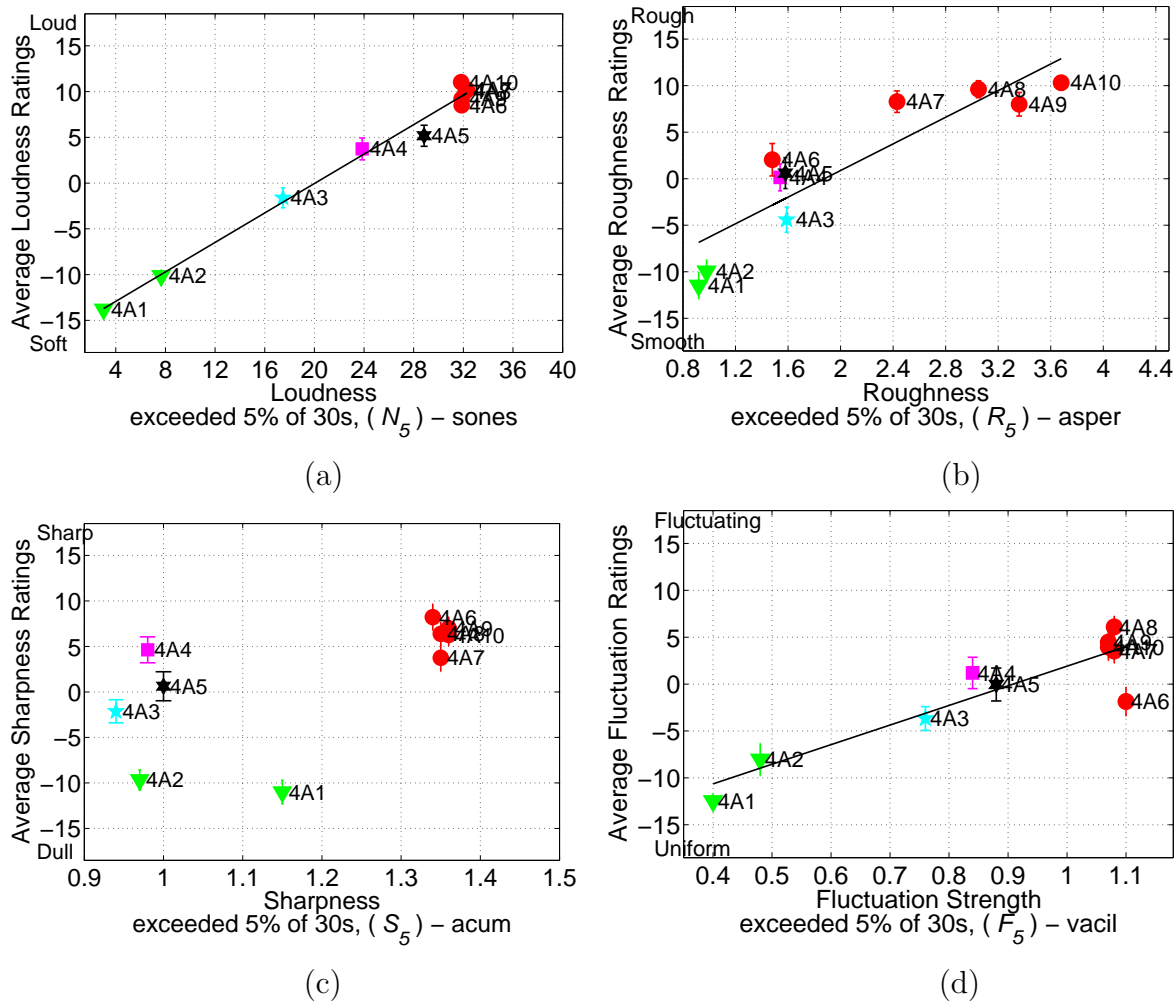 Loud
15
10
5
0
−5
−10
−15
Soft
Average Loudness Ratings
4A10
4A6
4A5
4A4
4A3
4A2
4A1
4 8 12 16 20 24 28 32 36 40
Loudness
exceeded 5% of 30s, ( N5 ) − sones
(a)
Rough
15
10
5
0
−5
−10
−15
Smooth
Average Roughness Ratings
4A10
4A8
4A9
4A7
4A6
4A5
4A4
4A3
4A2
4A1
0.8 1.2 1.6 2 2.4 2.8 3.2 3.6 4 4.4
Roughness
exceeded 5% of 30s, ( R5 ) − asper
(b)
Sharp
15
10
5
0
−5
−10
−15
Dull
Average Sharpness Ratings
4A6
4A9
4A10
4A7
4A4
4A5
4A3
4A2
4A1
0.9 1 1.1 1.2 1.3 1.4 1.5
Sharpness
exceeded 5% of 30s, ( S5 ) − acum
(c)
Fluctuating
15
10
5
0
−5
−10
−15
Uniform
Average Fluctuation Ratings
4A8
4A9
4A10
4A7
4A6
4A4
4A5
4A3
4A2
4A1
0.4 0.5 0.6 0.7 0.8 0.9 1 1.1
Fluctuation Strength
exceeded 5% of 30s, ( F5 ) − vacil
(d)